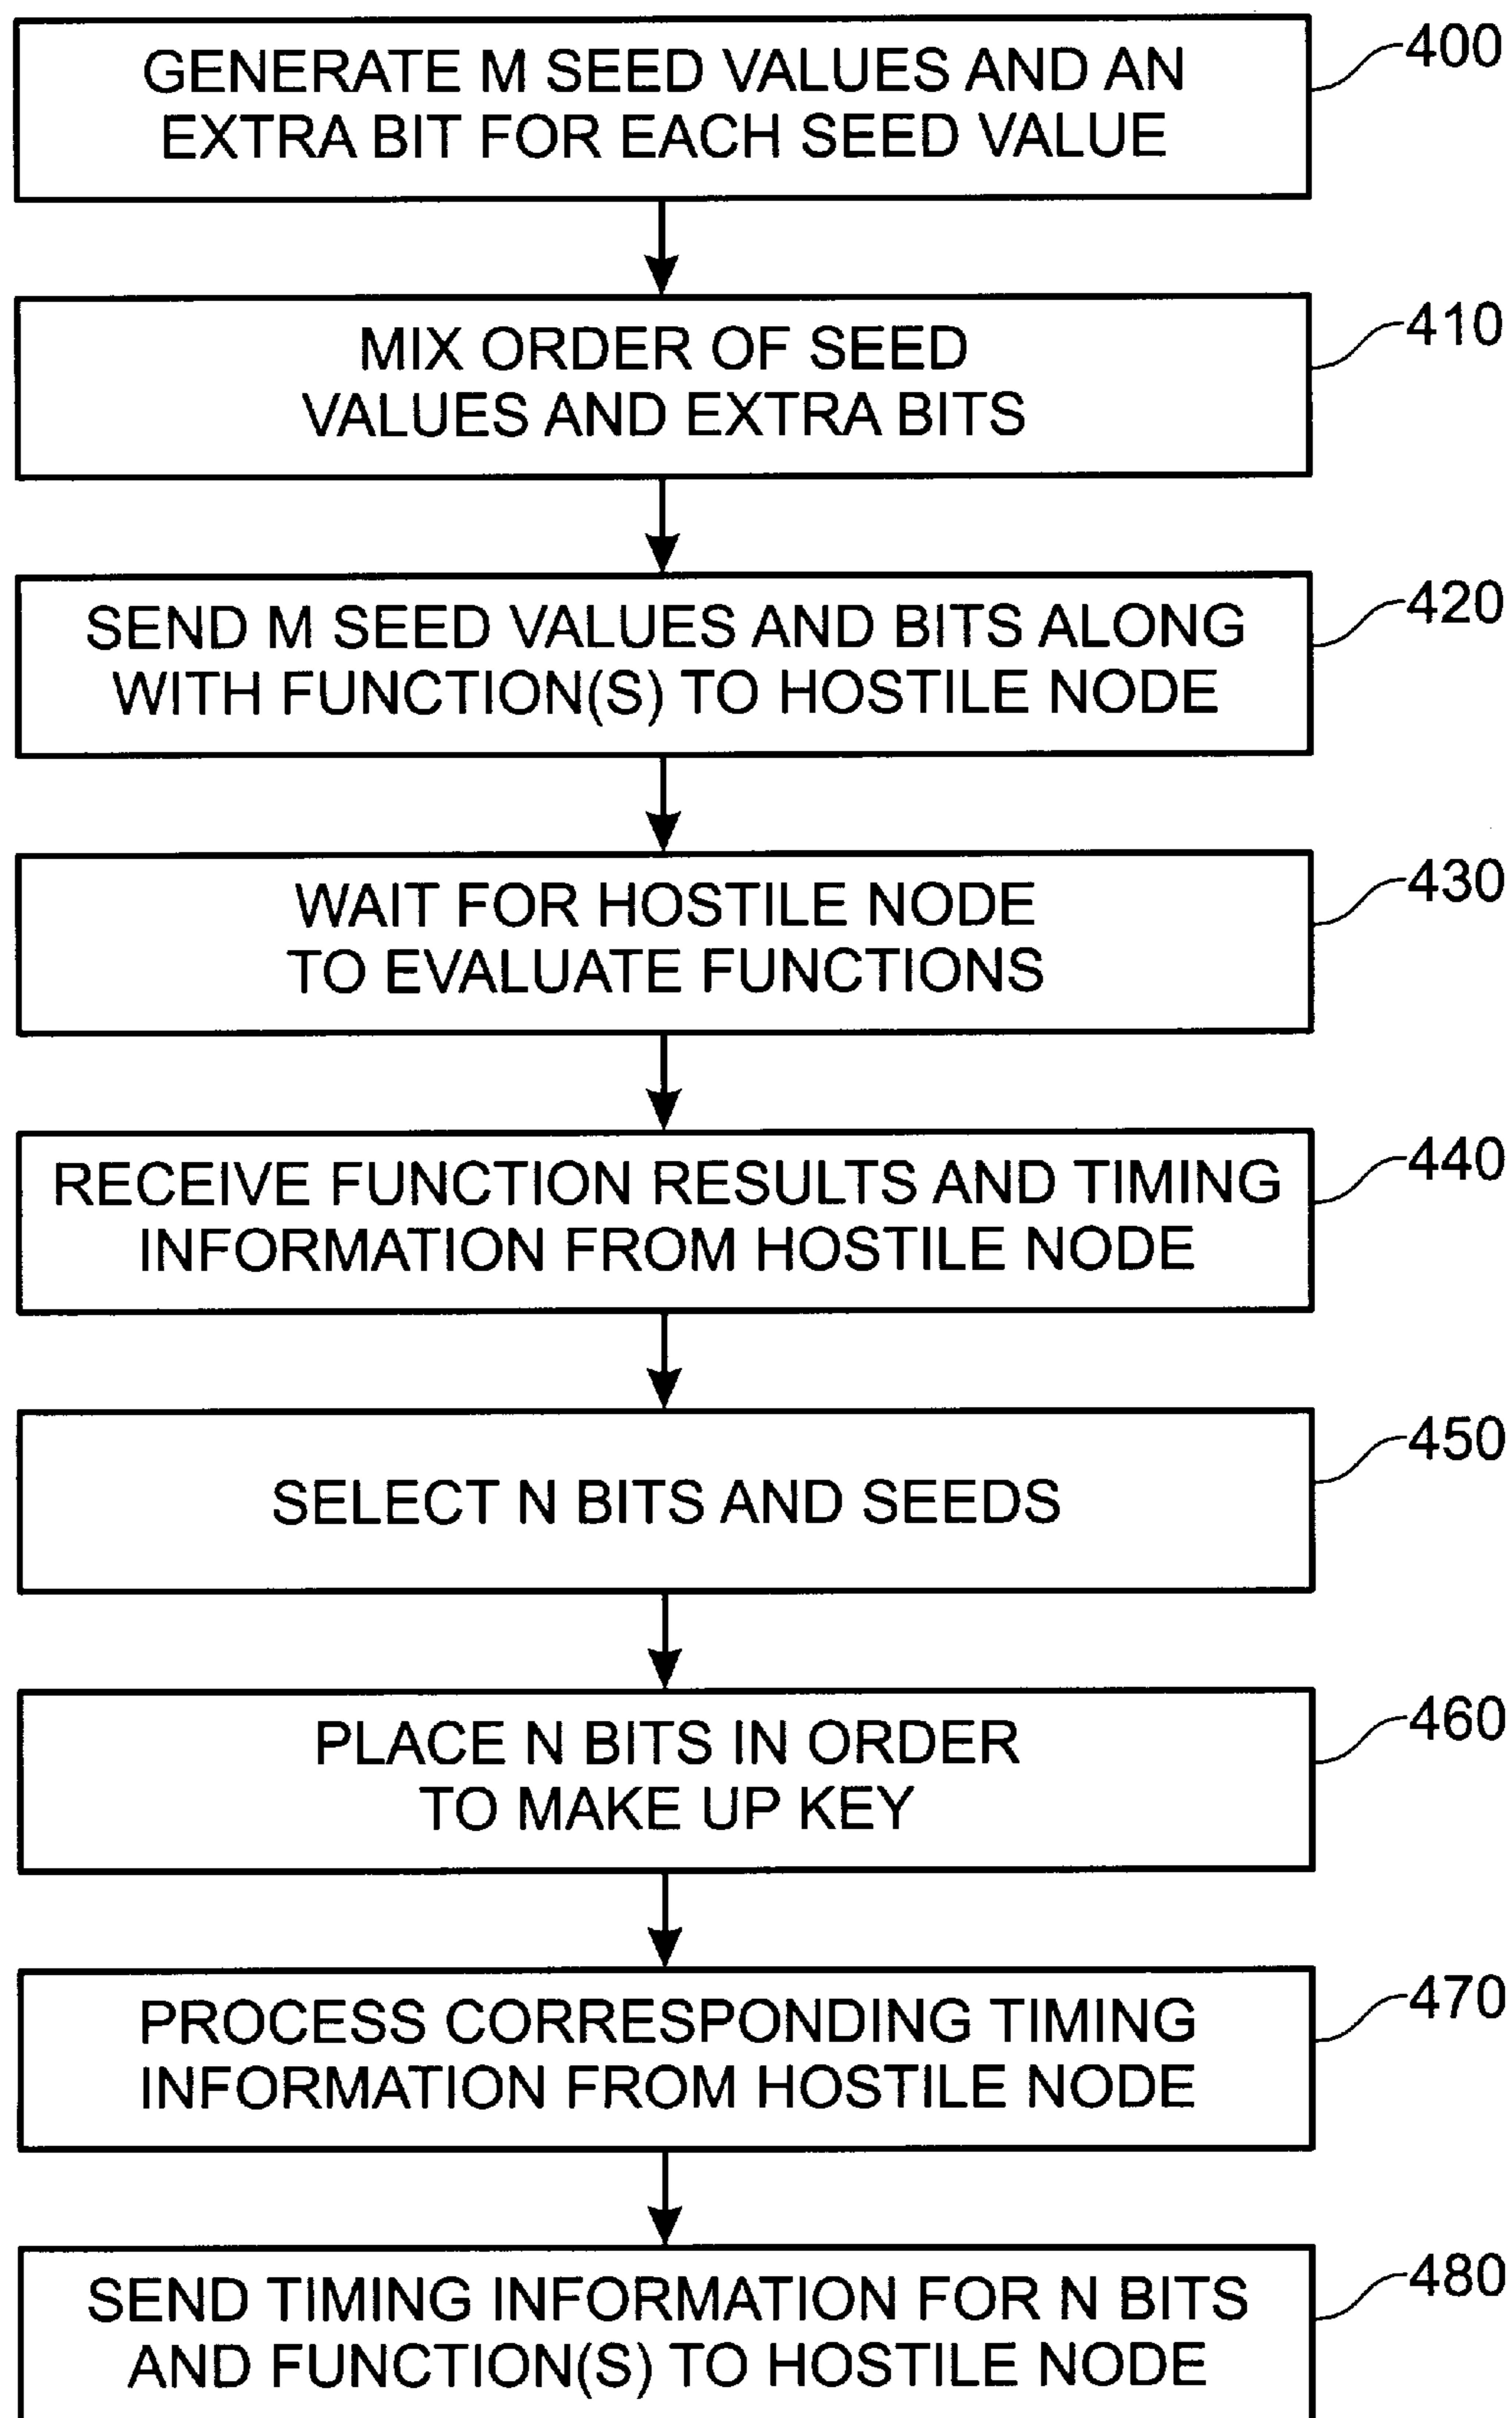 GENERATE M SEED VALUES AND AN
EXTRA BIT FOR EACH SEED VALUE
400
MIX ORDER OF SEED
VALUES AND EXTRA BITS
410
SEND M SEED VALUES AND BITS ALONG
WITH FUNCTION(S) TO HOSTILE NODE
420
WAIT FOR HOSTILE NODE
TO EVALUATE FUNCTIONS
430
RECEIVE FUNCTION RESULTS AND TIMING
INFORMATION FROM HOSTILE NODE
440
SELECT N BITS AND SEEDS
450
PLACE N BITS IN ORDER
TO MAKE UP KEY
460
PROCESS CORRESPONDING TIMING
INFORMATION FROM HOSTILE NODE
470
SEND TIMING INFORMATION FOR N BITS
AND FUNCTION(S) TO HOSTILE NODE
480